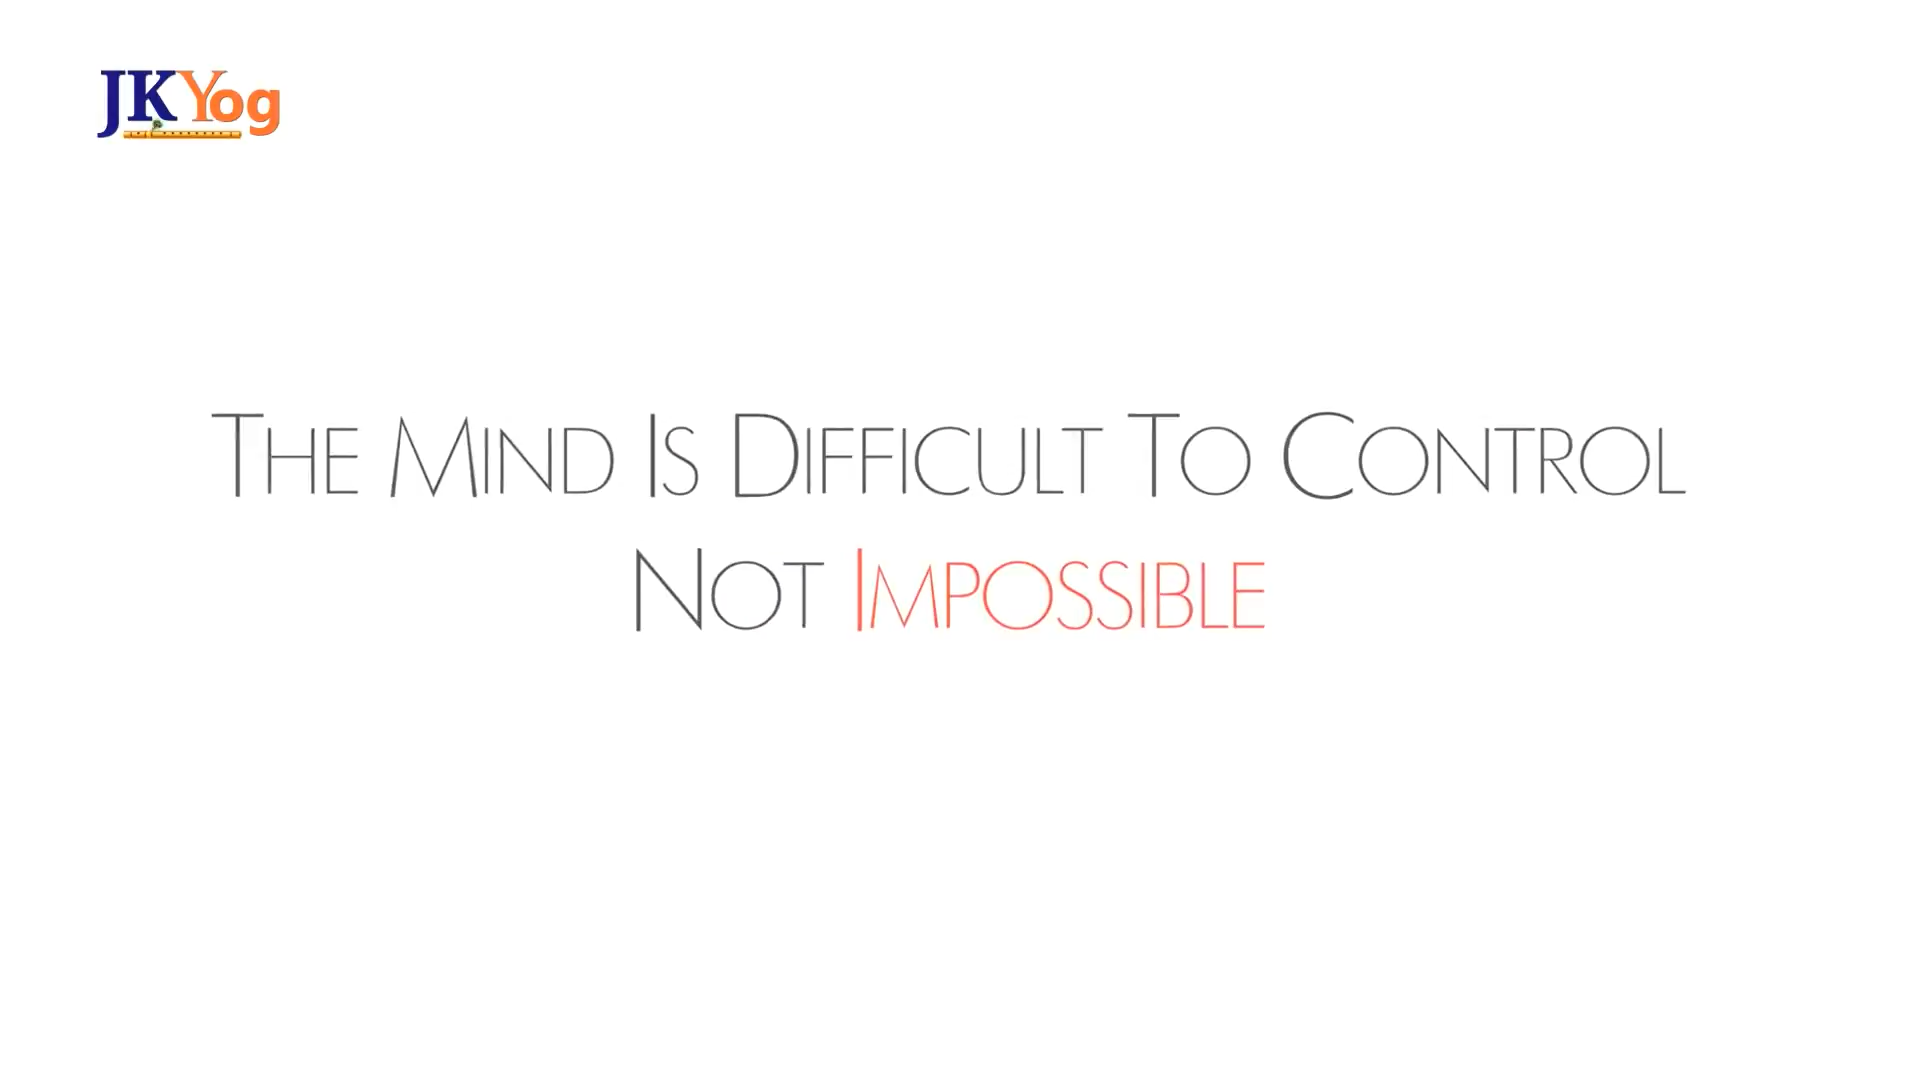 JKYog
The Mind Is Difficult To Control
Not Impossible